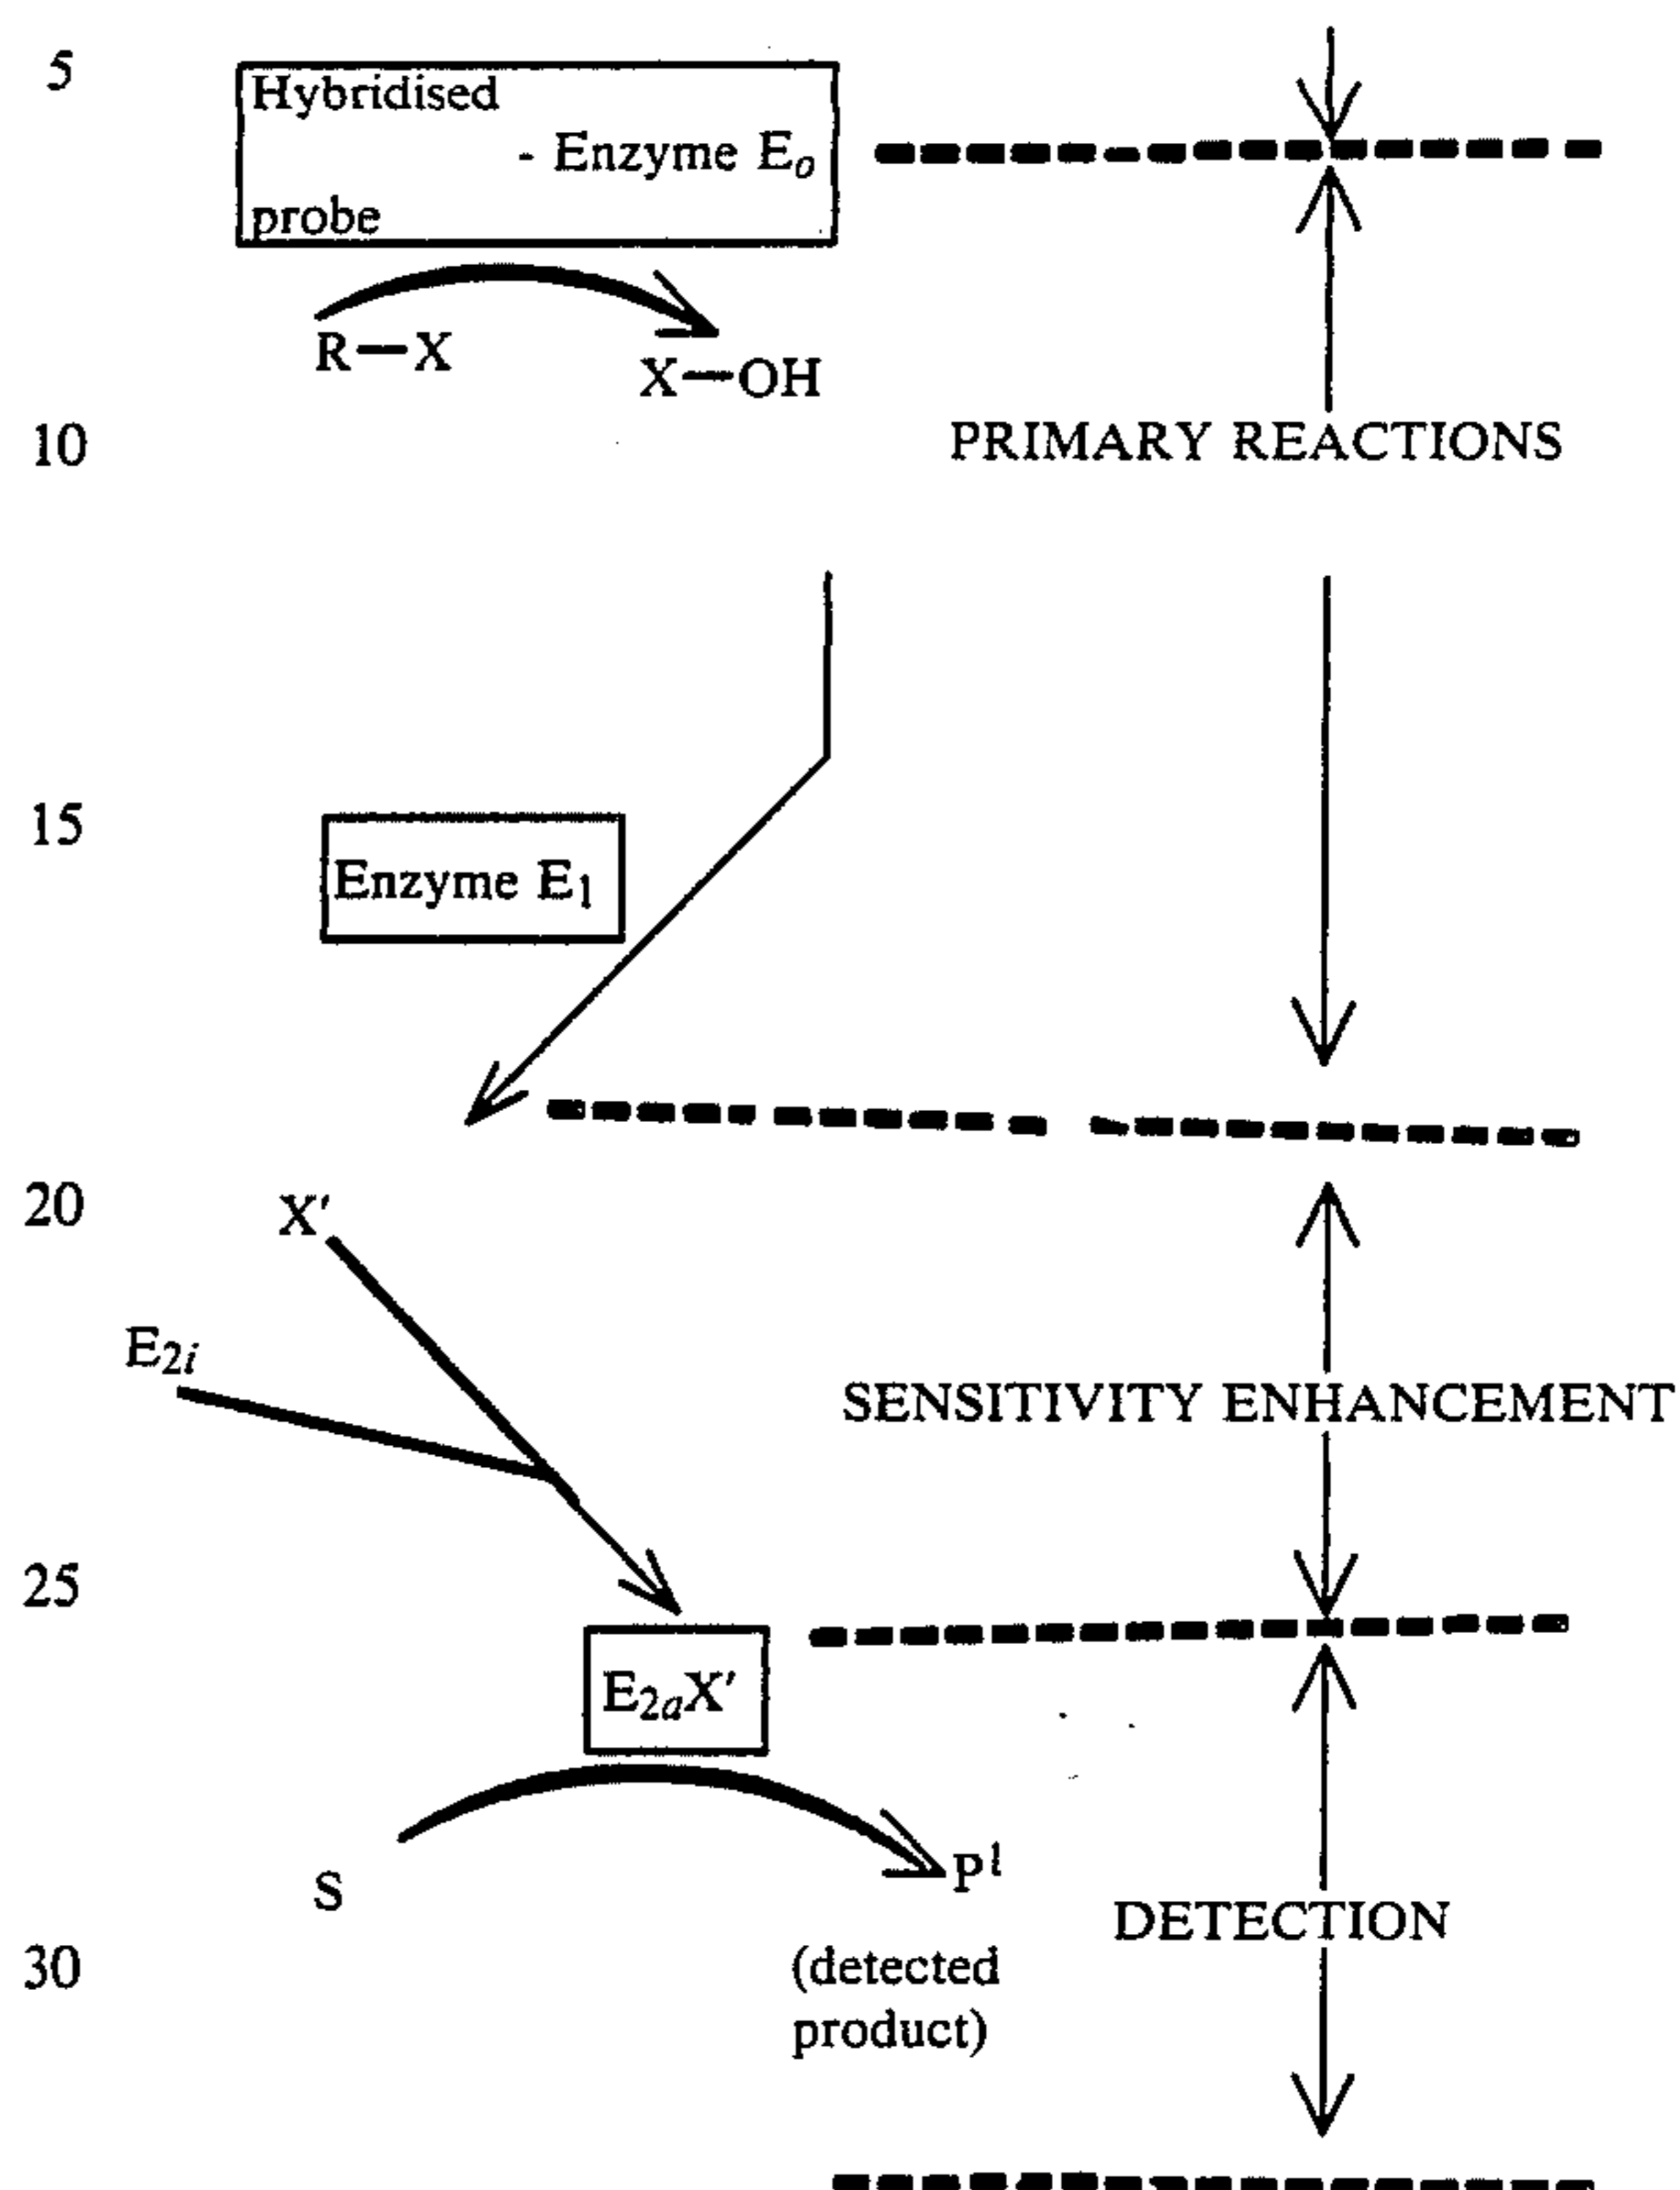 5
Hybridised
- Enzyme Eₒ
probe
R—X
X—OH
10
PRIMARY REACTIONS
15
Enzyme E₁
20
X′
E₂ᵢ
SENSITIVITY ENHANCEMENT
25
E₂ₐX′
S
P¹
DETECTION
30
(detected
product)